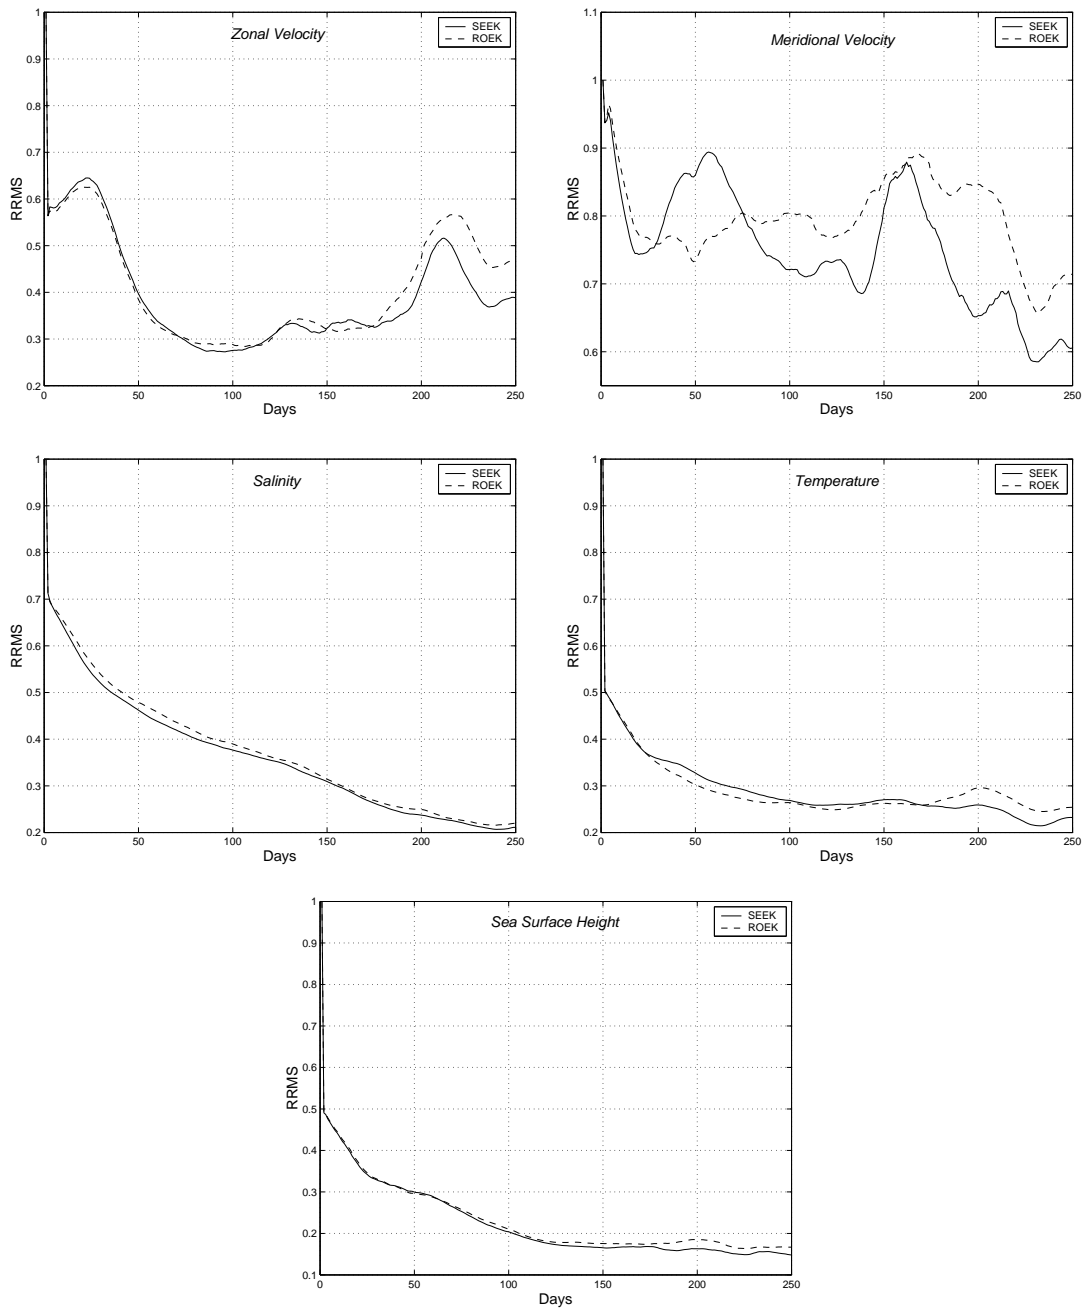 Zonal Velocity
SEEK
ROEK
1
0.9
0.8
0.7
0.6
0.5
0.4
0.3
0.2
RRMS
0 50 100 150 200 250
Days
Meridional Velocity
SEEK
ROEK
1.1
1
0.9
0.8
0.7
0.6
RRMS
0 50 100 150 200 250
Days
Salinity
SEEK
ROEK
1
0.9
0.8
0.7
0.6
0.5
0.4
0.3
0.2
RRMS
0 50 100 150 200 250
Days
Temperature
SEEK
ROEK
1
0.9
0.8
0.7
0.6
0.5
0.4
0.3
0.2
RRMS
0 50 100 150 200 250
Days
Sea Surface Height
SEEK
ROEK
1
0.9
0.8
0.7
0.6
0.5
0.4
0.3
0.2
0.1
RRMS
0 50 100 150 200 250
Days